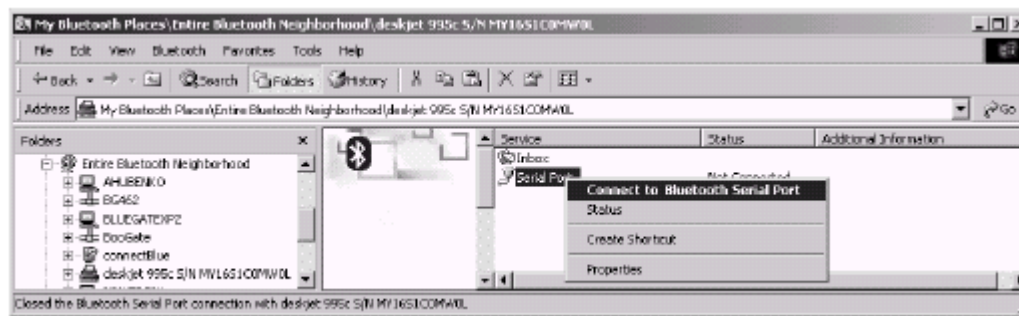 My Bluetooth Places\Entire Bluetooth Neighborhood\deskjet 995c S/N MY16S1C0MW0L
File Edit View Bluetooth Favorites Tools Help
Back Search Folders History
Address My Bluetooth Places\Entire Bluetooth Neighborhood\deskjet 995c S/N MY16S1C0MW0L Go
Folders
Entire Bluetooth Neighborhood
AHUBENKO
BG462
BLUEGATEXP2
BooGate
connectBlue
deskjet 995c S/N MY16S1C0MW0L
Service Status Additional Information
Inbox
Serial Port Not Connected
Connect to Bluetooth Serial Port
Status
Create Shortcut
Properties
Closed the Bluetooth Serial Port connection with deskjet 995c S/N MY16S1C0MW0L